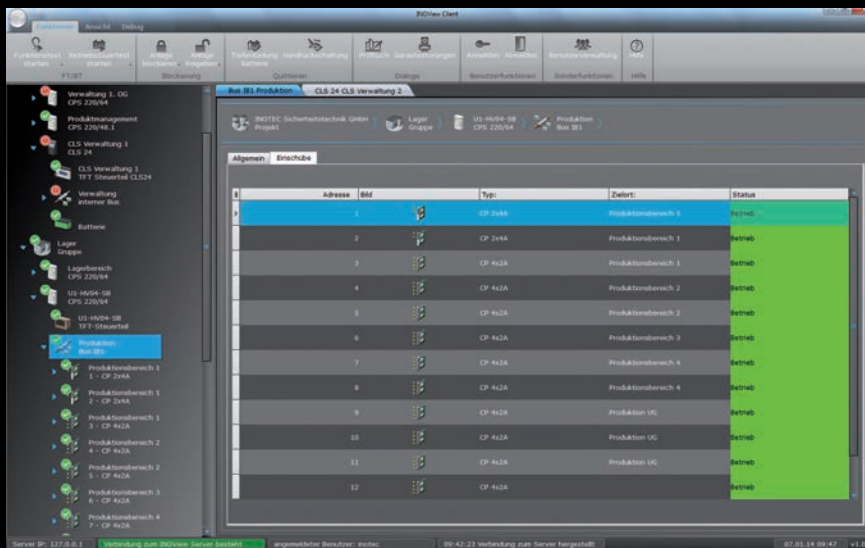 INOView Client
Funktionen Ansicht Debug
Funktionstest starten
Betriebsdauertest starten
Anlage blockieren
Anlage freigeben
Tiefentladung Batterie
Handrückschaltung
Prüfbuch
Abmelden
Benutzerverwaltung
Hilfe
FT/BT
Blockierung
Quittieren
Dialoge
Benutzerfunktionen
Sonderfunktionen
Hilfe
Verwaltung 1. OG
CPS 220/64
Produktmanagement
CPS 220/48.1
CLS Verwaltung 1
CLS 24
CLS Verwaltung 1
TFT Steuerteil CLS24
Verwaltung
interner Bus
Batterie
Lager
Gruppe
Lagerbereich
CPS 220/64
U1-HV04-SB
CPS 220/64
U1-HV04-SB
TFT-Steuerteil
Produktion
Bus IB1
Produktionsbereich 1
1 - CP 2x4A
Produktionsbereich 1
2 - CP 2x4A
Produktionsbereich 1
3 - CP 4x2A
Produktionsbereich 2
4 - CP 4x2A
Produktionsbereich 2
5 - CP 4x2A
Produktionsbereich 3
6 - CP 4x2A
Produktionsbereich 4
7 - CP 4x2A
Bus IB1 Produktion CLS 24 CLS Verwaltung 2
INOTEC Sicherheitstechnik GmbH
Projekt
Lager
Gruppe
U1-HV04-SB
CPS 220/64
Produktion
Bus IB1
Allgemein Einschübe
Adresse Bild Typ: Zielort: Status
1 CP 2x4A Produktionsbereich 1 Betrieb
2 CP 2x4A Produktionsbereich 1 Betrieb
3 CP 4x2A Produktionsbereich 1 Betrieb
4 CP 4x2A Produktionsbereich 2 Betrieb
5 CP 4x2A Produktionsbereich 2 Betrieb
6 CP 4x2A Produktionsbereich 3 Betrieb
7 CP 4x2A Produktionsbereich 4 Betrieb
8 CP 4x2A Produktionsbereich 4 Betrieb
9 CP 4x2A Produktion UG Betrieb
10 CP 4x2A Produktion UG Betrieb
11 CP 4x2A Produktion UG Betrieb
12 CP 4x2A Betrieb
Server IP: 127.0.0.1 Verbindung zum INOView Server besteht angemeldeter Benutzer: inotec 09:42:23 Verbindung zum Server hergestellt 07.01.14 09:47